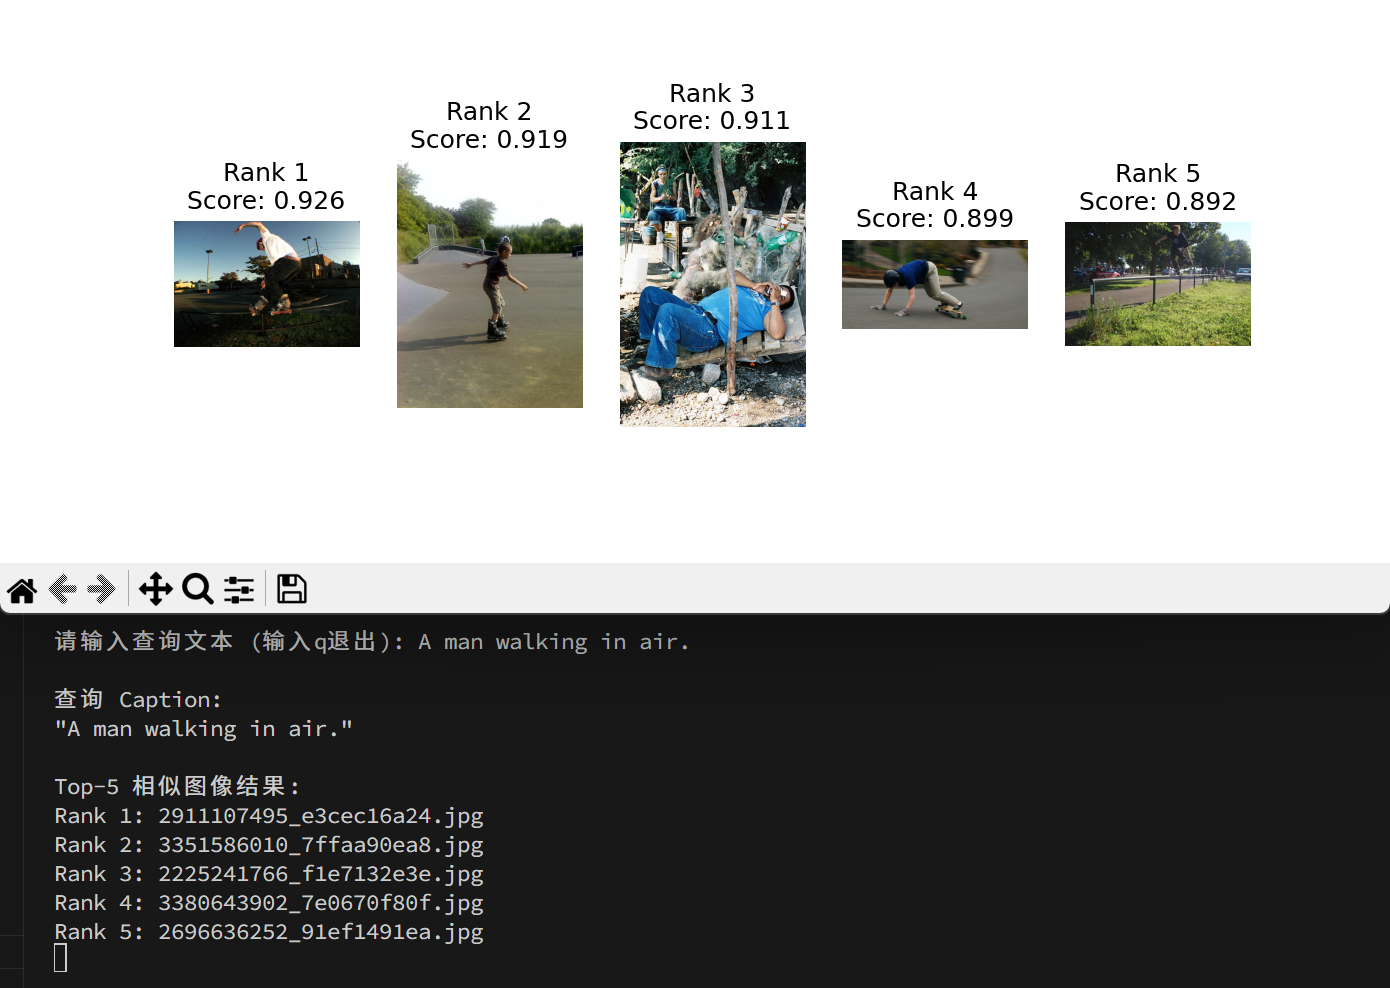 Rank 1
Score: 0.926
Rank 2
Score: 0.919
Rank 3
Score: 0.911
Rank 4
Score: 0.899
Rank 5
Score: 0.892
请输入查询文本 (输入q退出): A man walking in air.
查询 Caption:
"A man walking in air."
Top-5 相似图像结果:
Rank 1: 2911107495_e3cec16a24.jpg
Rank 2: 3351586010_7ffaa90ea8.jpg
Rank 3: 2225241766_f1e7132e3e.jpg
Rank 4: 3380643902_7e0670f80f.jpg
Rank 5: 2696636252_91ef1491ea.jpg